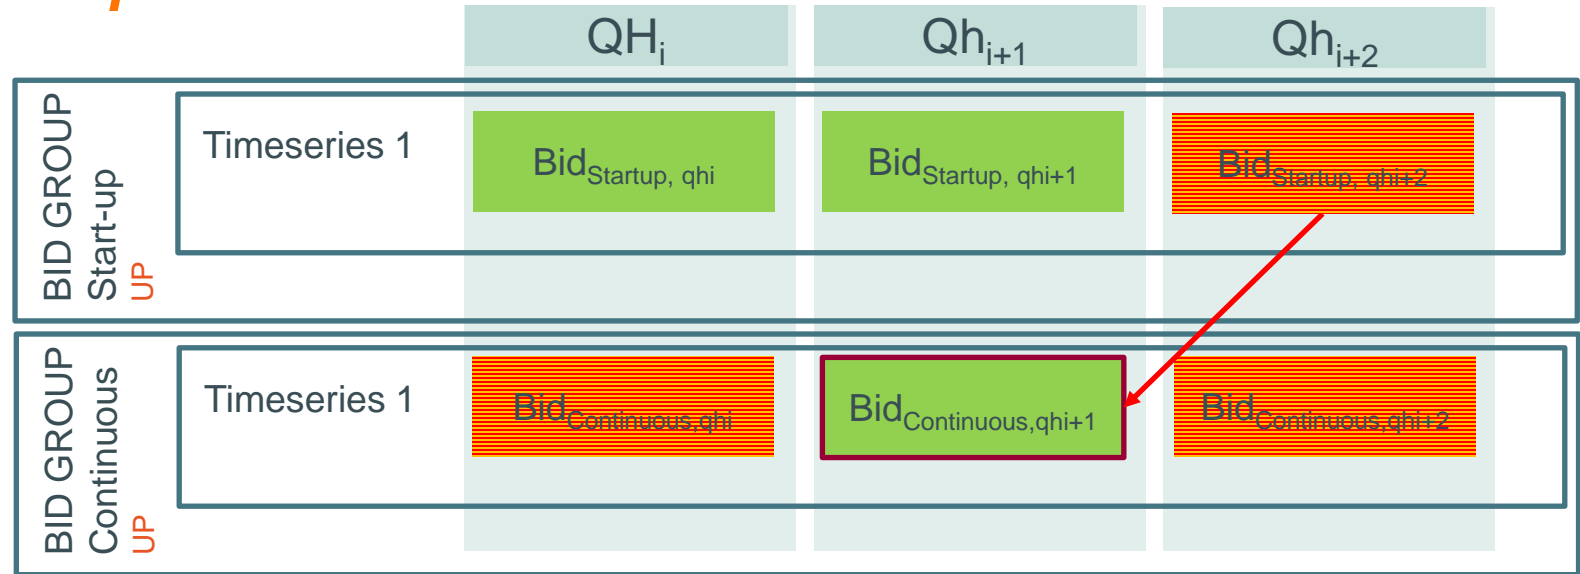 QHi
Qhi+1
Qhi+2
BID GROUP
Start-up
UP
Timeseries 1
BidStartup, qhi
BidStartup, qhi+1
BidStartup, qhi+2
BID GROUP
Continuous
UP
Timeseries 1
BidContinuous,qhi
BidContinuous,qhi+1
BidContinuous,qhi+2